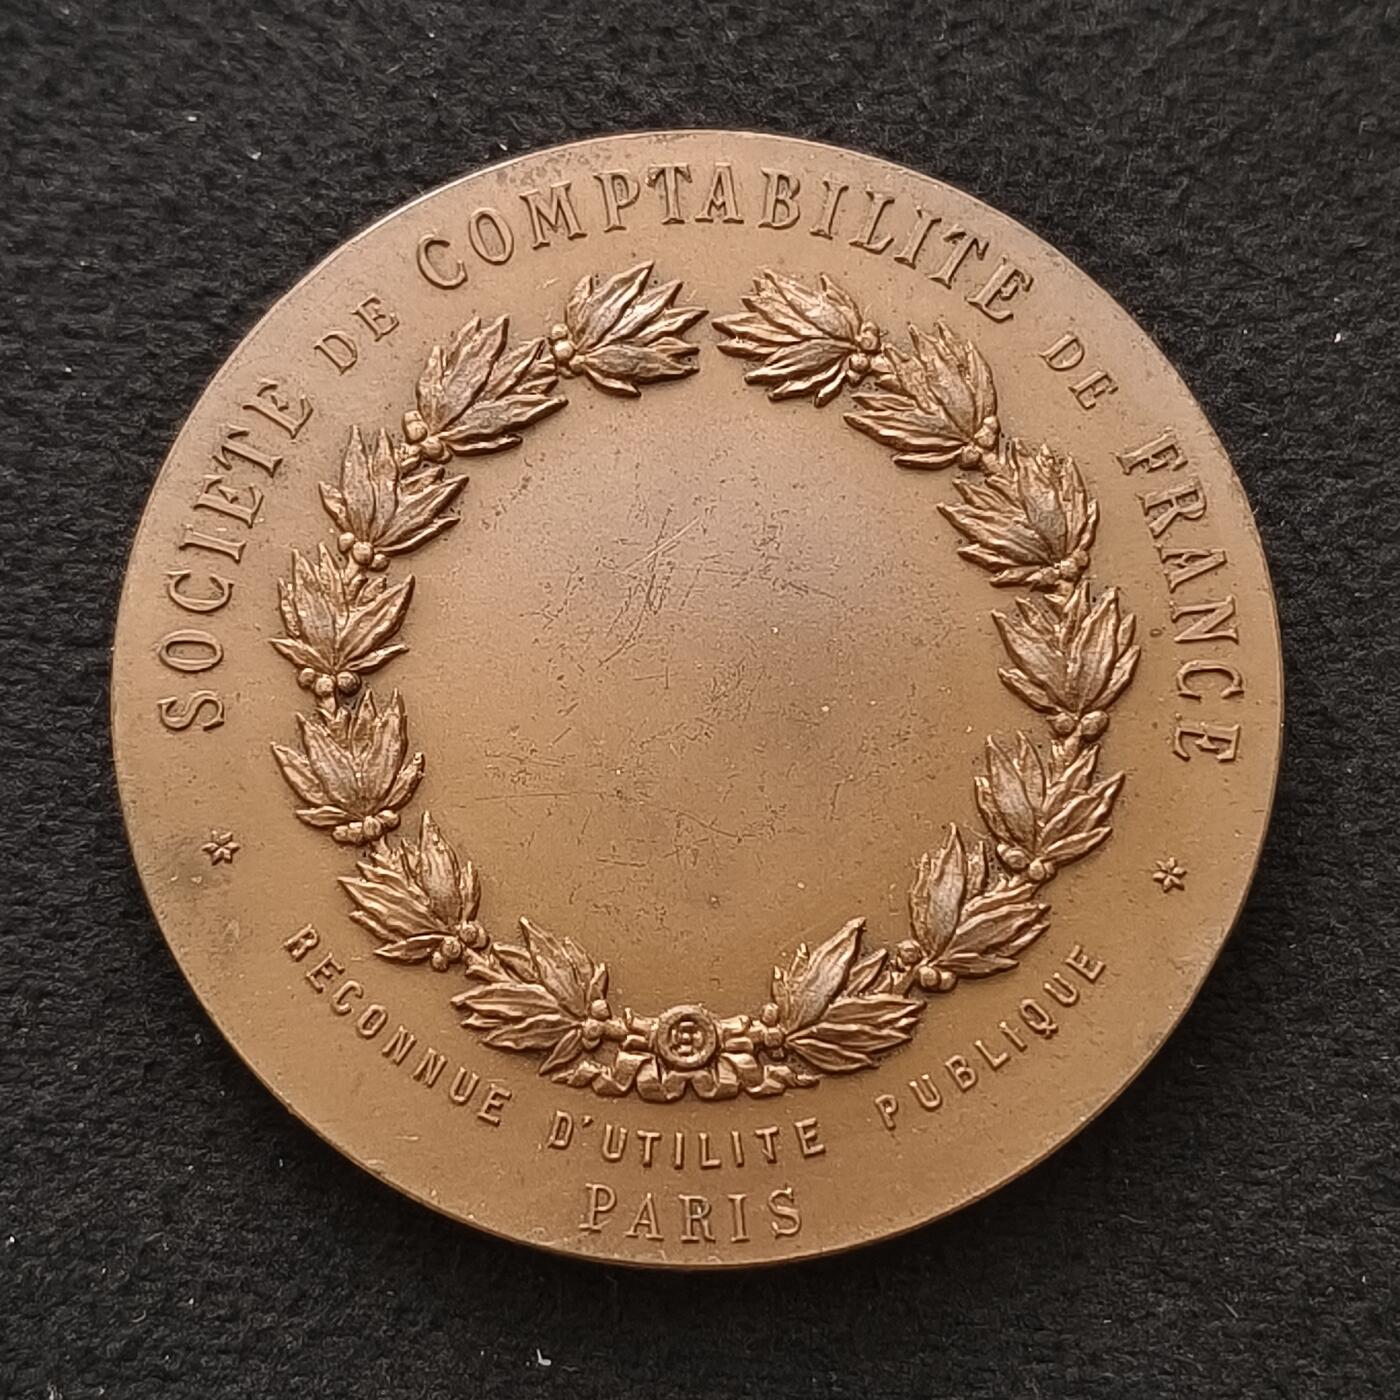 SOCIETE DE COMPTABILITE DE FRANCE
RECONNUE D'UTILITE PUBLIQUE
PARIS